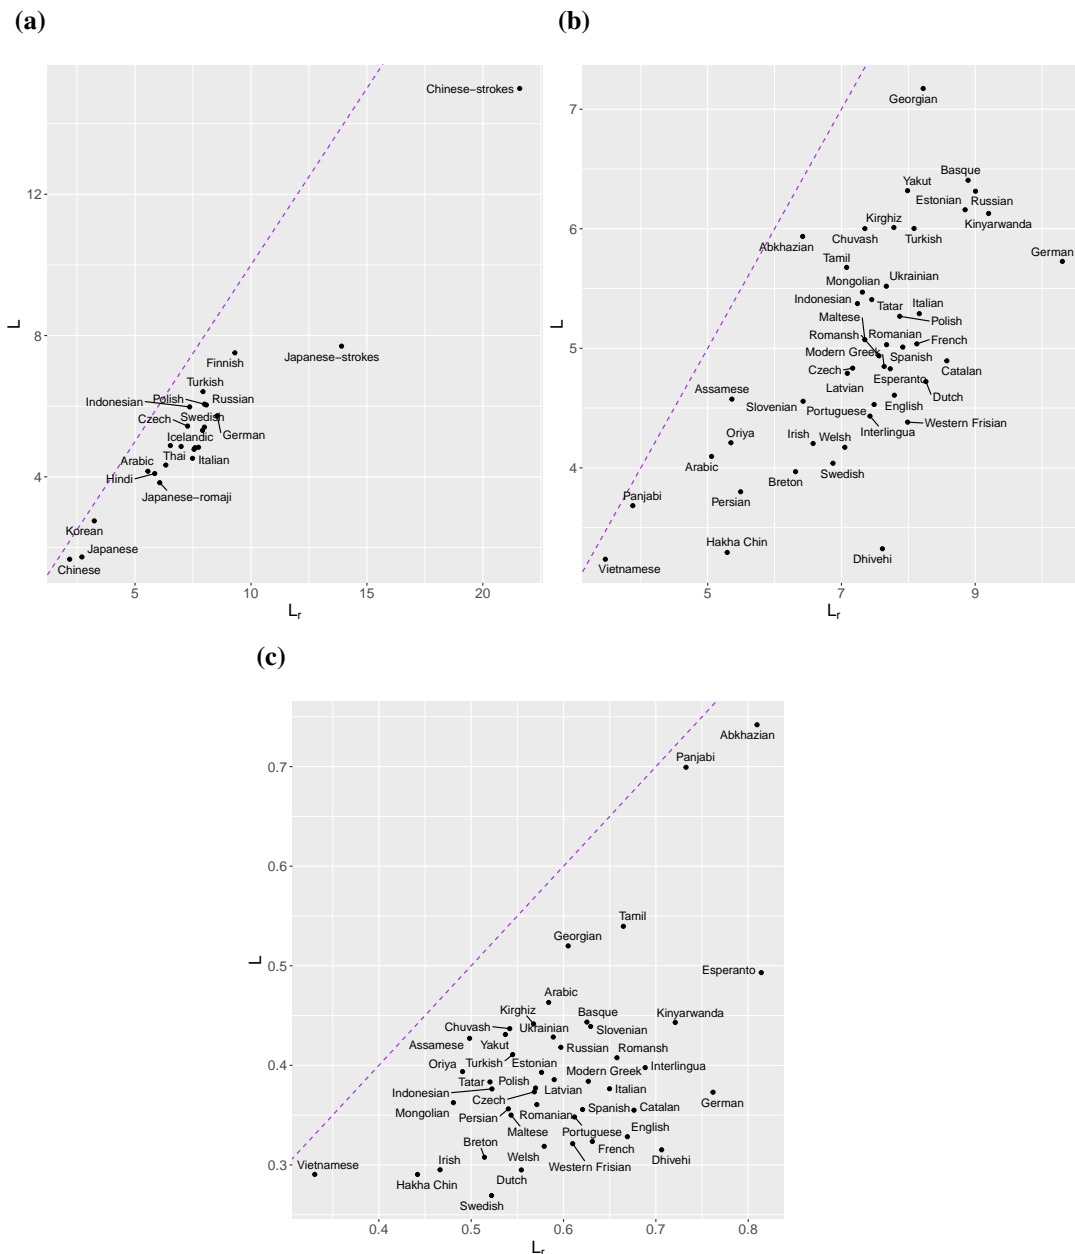 (a)
(b)
Chinese−strokes
12
8
4
L
Japanese−strokes
Finnish
Turkish
Polish
Russian
Indonesian
Swedish
Czech
German
Icelandic
Thai
Italian
Arabic
Hindi
Japanese−romaji
Korean
Japanese
Chinese
5
10
15
20
Lr
7
6
5
4
L
Georgian
Basque
Yakut
Estonian
Russian
Kinyarwanda
Kirghiz
Chuvash
Turkish
Abkhazian
German
Tamil
Mongolian
Ukrainian
Indonesian
Tatar
Italian
Maltese
Polish
Romansh
Romanian
French
Modern Greek
Spanish
Czech
Catalan
Esperanto
Latvian
Dutch
Assamese
Slovenian
Portuguese
English
Interlingua
Western Frisian
Oriya
Irish
Welsh
Arabic
Breton
Swedish
Persian
Panjabi
Hakha Chin
Dhivehi
Vietnamese
5
7
9
Lr
(c)
0.7
0.6
0.5
0.4
0.3
L
Abkhazian
Panjabi
Tamil
Georgian
Esperanto
Arabic
Kirghiz
Basque
Kinyarwanda
Chuvash
Ukrainian
Slovenian
Assamese
Yakut
Russian
Romansh
Oriya
Turkish
Estonian
Modern Greek
Interlingua
Tatar
Polish
Indonesian
Latvian
Italian
Czech
German
Mongolian
Persian
Romanian
Spanish
Catalan
Maltese
Portuguese
English
Breton
French
Irish
Welsh
Western Frisian
Dhivehi
Vietnamese
Hakha Chin
Dutch
Swedish
0.4
0.5
0.6
0.7
0.8
Lr